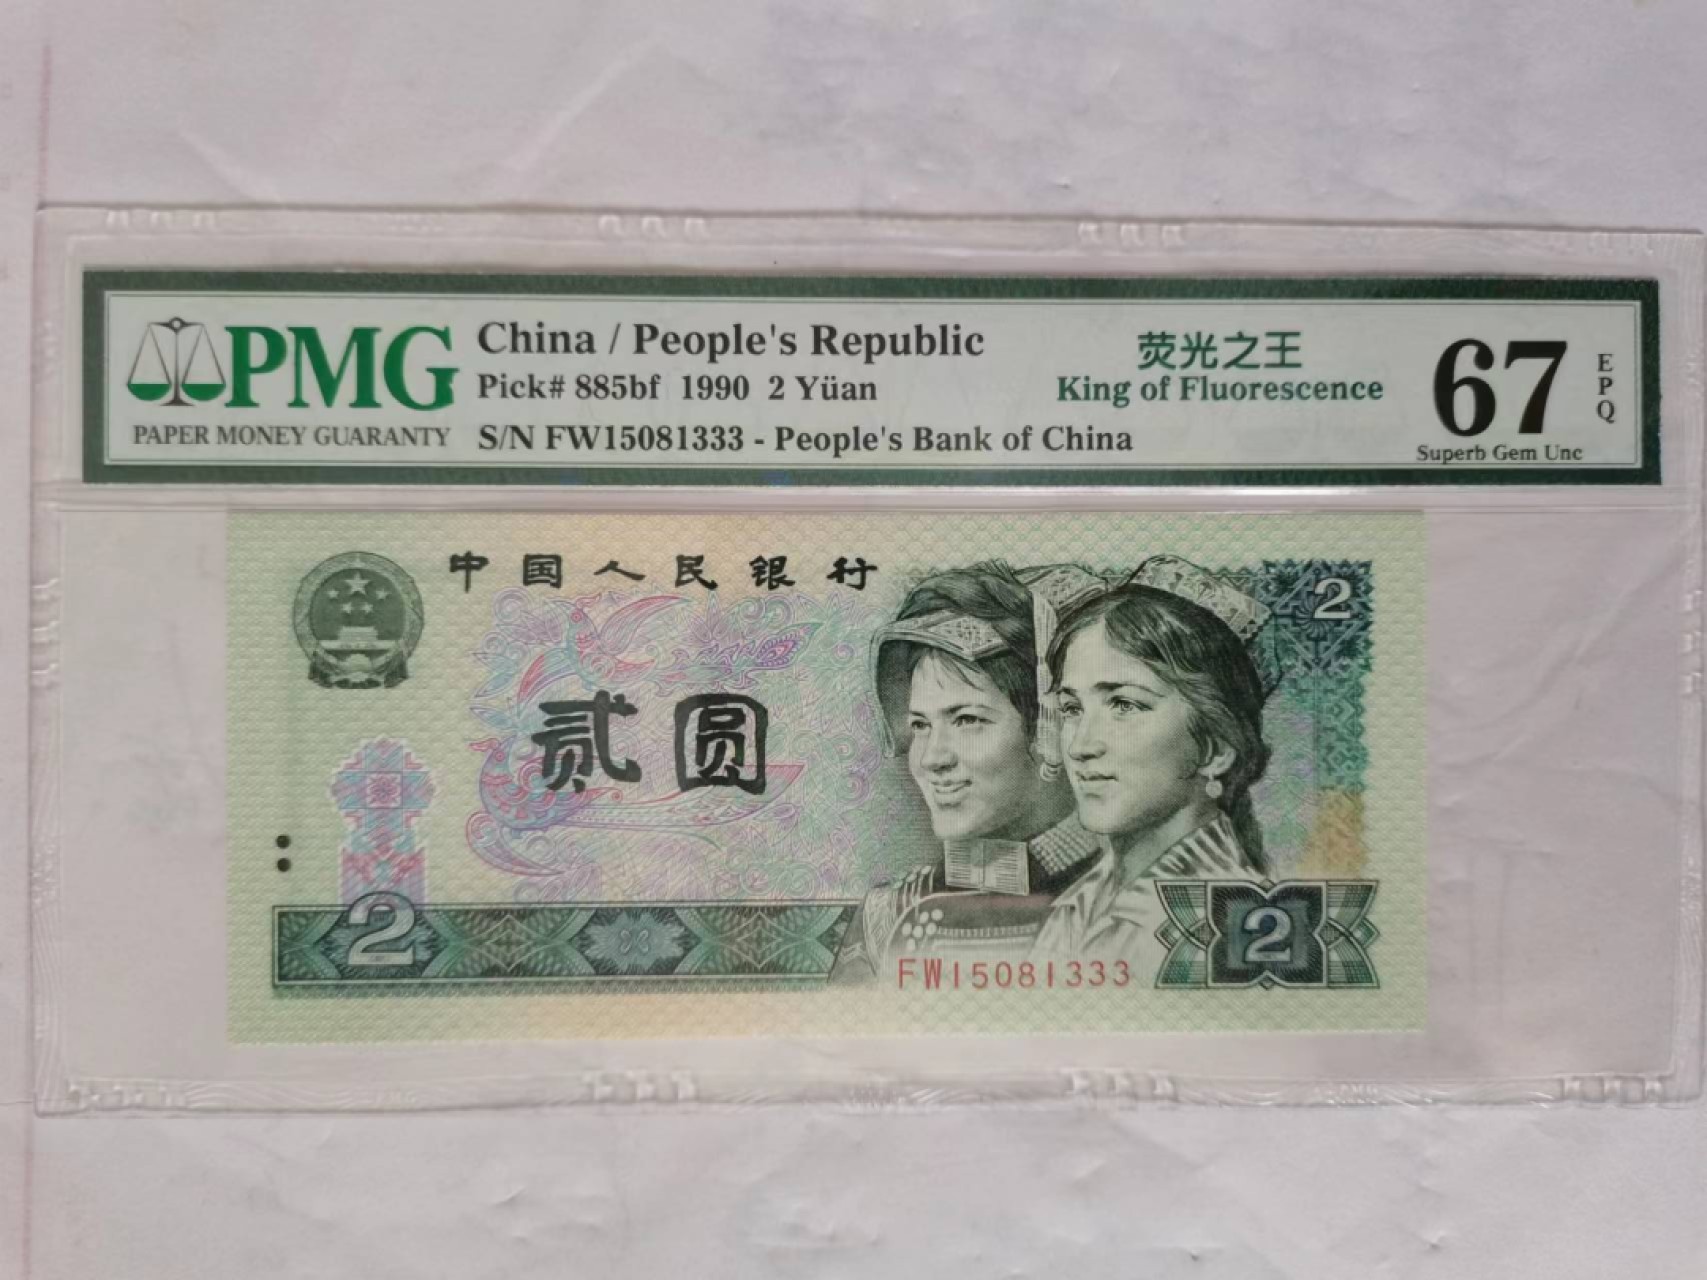 PMG
PAPER MONEY GUARANTY
China / People's Republic
Pick# 885bf 1990 2 Yüan
S/N FW15081333 - People's Bank of China
荧光之王
King of Fluorescence
67
EPQ
Superb Gem Unc
中国人民银行
2
贰圆
2
2
FW15081333